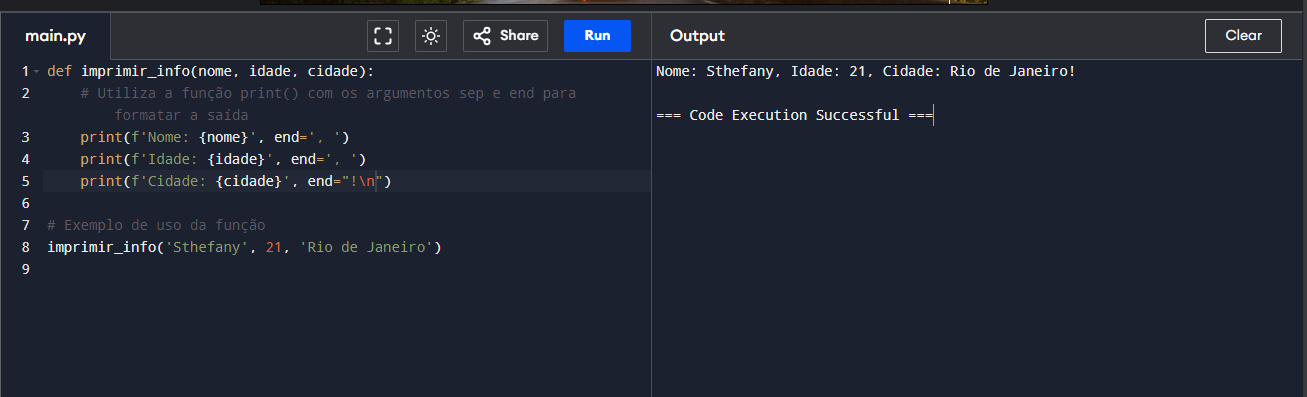 main.py
Share
Run
Output
Clear
1 def imprimir_info(nome, idade, cidade):
2     # Utiliza a função print() com os argumentos sep e end para
        formatar a saída
3     print(f'Nome: {nome}', end=', ')
4     print(f'Idade: {idade}', end=', ')
5     print(f'Cidade: {cidade}', end="!\n")
6
7 # Exemplo de uso da função
8 imprimir_info('Sthefany', 21, 'Rio de Janeiro')
9
Nome: Sthefany, Idade: 21, Cidade: Rio de Janeiro!
=== Code Execution Successful ===